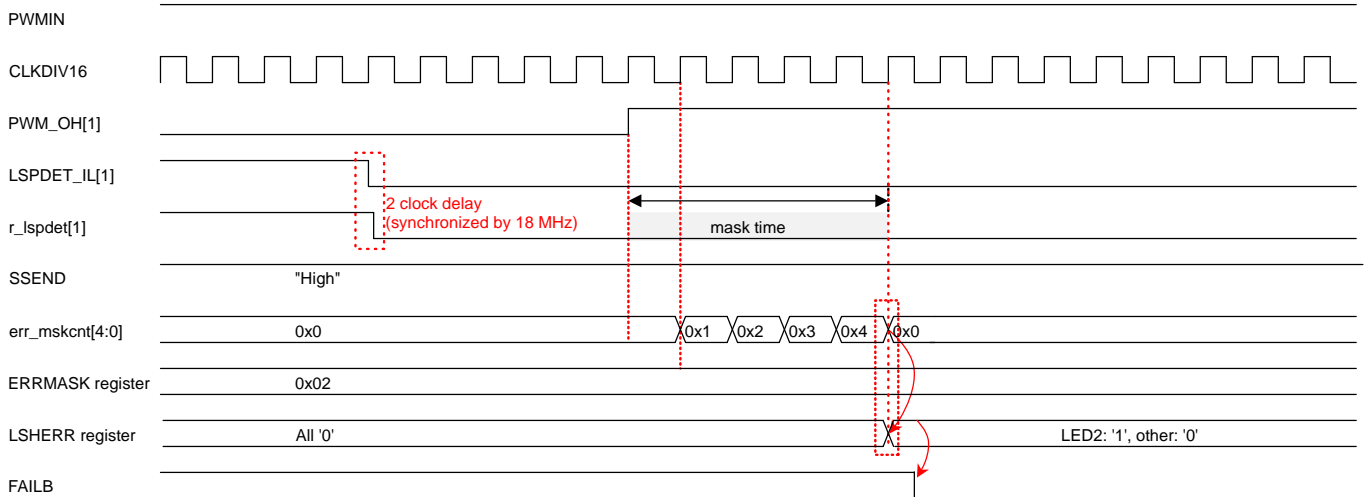 PWMIN
CLKDIV16
PWM_OH[1]
LSPDET_IL[1]
2 clock delay
(synchronized by 18 MHz)
r_lspdet[1]
mask time
SSEND
"High"
err_mskcnt[4:0]
0x0
0x1
0x2
0x3
0x4
0x0
ERRMASK register
0x02
LSHERR register
All '0'
LED2: '1', other: '0'
FAILB